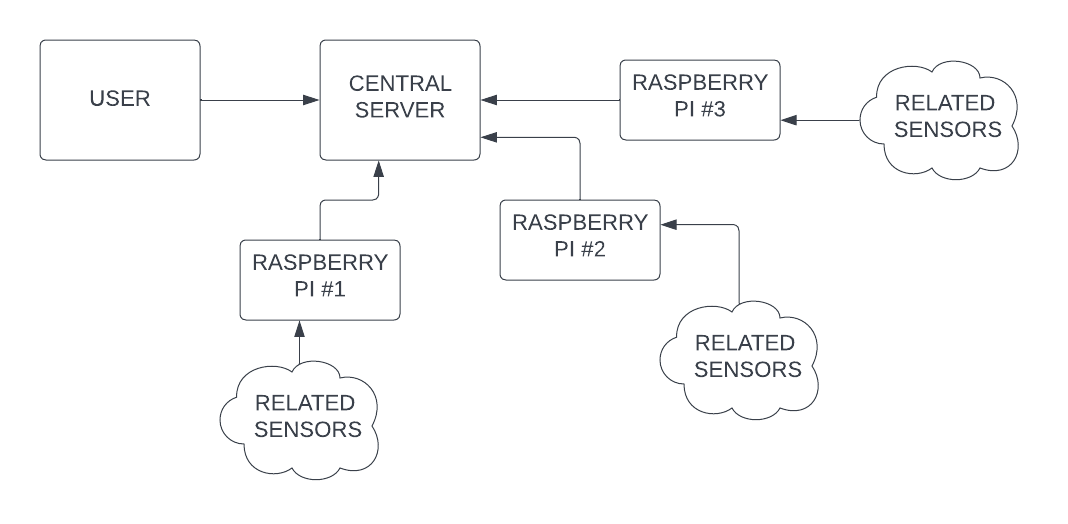 USER
CENTRAL
SERVER
RASPBERRY
PI #3
RELATED
SENSORS
RASPBERRY
PI #2
RASPBERRY
PI #1
RELATED
SENSORS
RELATED
SENSORS